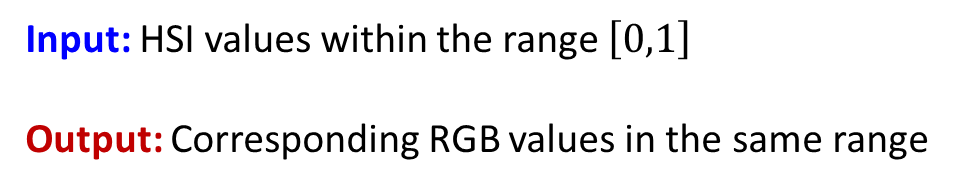 Input: HSI values within the range [0,1]
Output: Corresponding RGB values in the same range